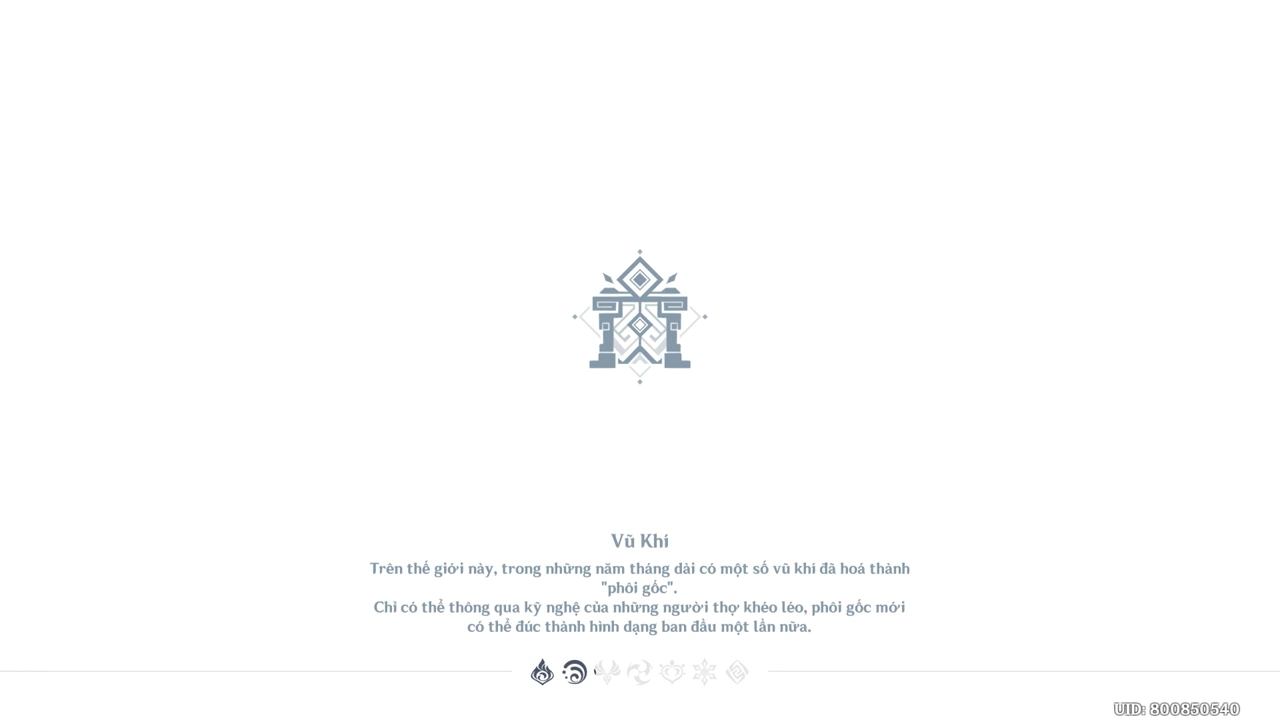 Vũ Khí
Trên thế giới này, trong những năm tháng dài có một số vũ khí đã hoá thành
"phôi gốc".
Chỉ có thể thông qua kỹ nghệ của những người thợ khéo léo, phôi gốc mới
có thể đúc thành hình dạng ban đầu một lần nữa.
UID: 800850540